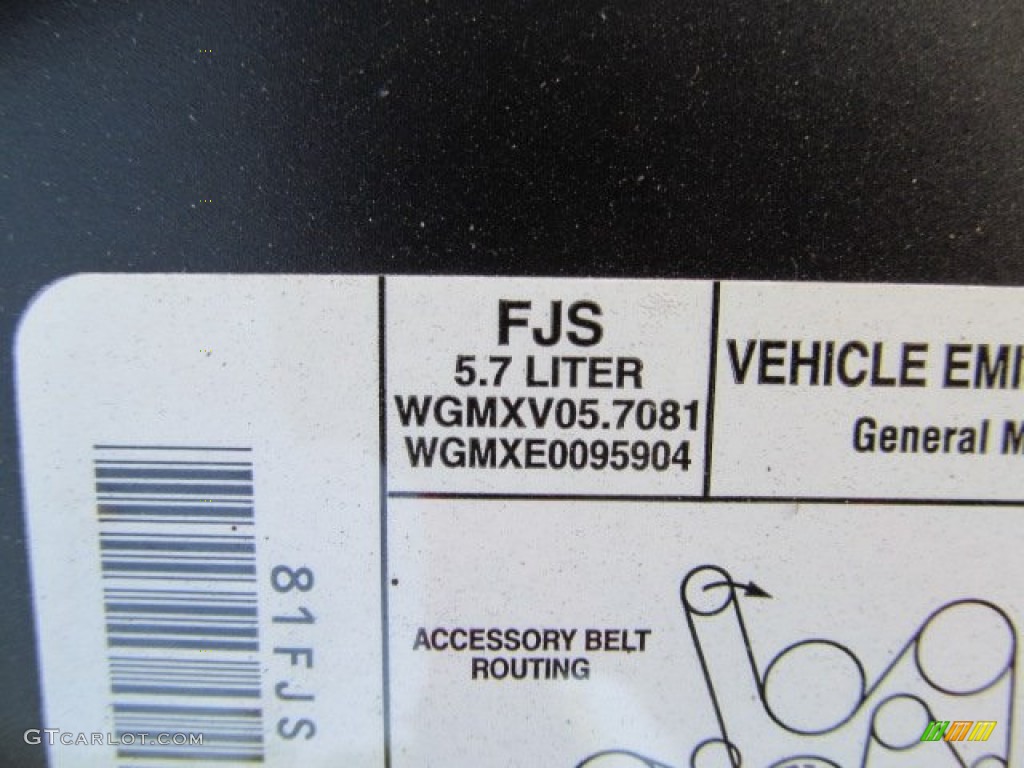 FJS
5.7 LITER
WGMXV05.7081
WGMXE0095904
VEHICLE EMI
General M
81FJS
ACCESSORY BELT
ROUTING
GTCARLOT.COM